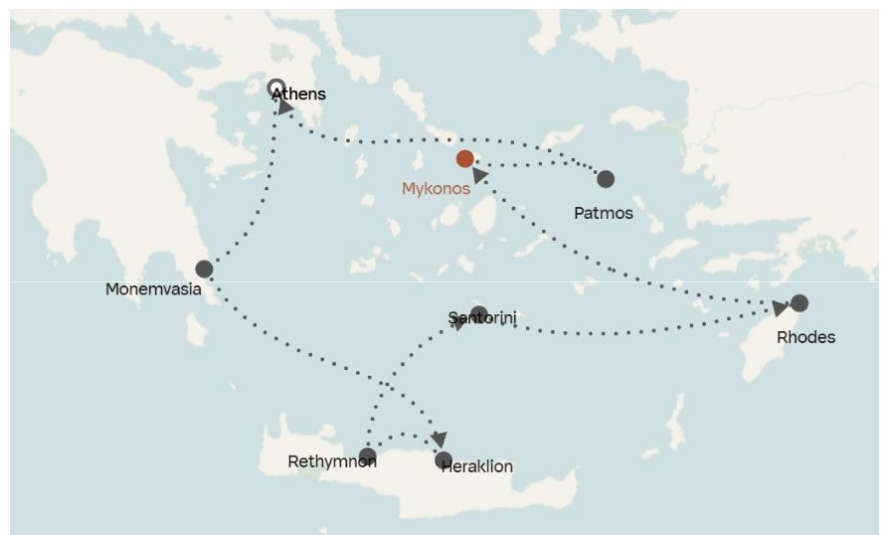 Athens
Mykonos
Patmos
Monemvasia
Santorini
Rhodes
Rethymnon
Heraklion